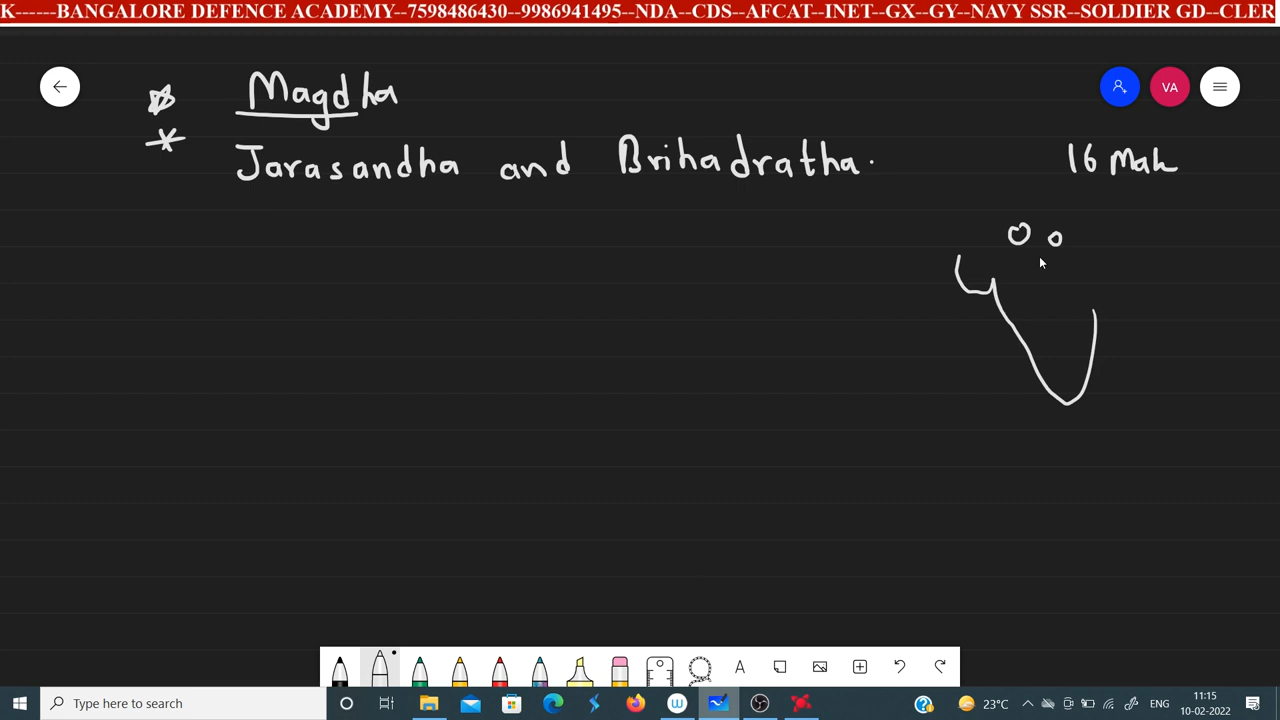 K------BANGALORE DEFENCE ACADEMY--7598486430--9986941495--NDA--CDS--AFCAT--INET--GX--GY--NAVY SSR--SOLDIER GD--CLER
Magdha
VA
Jarasandha and Brihadratha.
16 Mah
A
Type here to search
23°C
ENG
11:15
10-02-2022